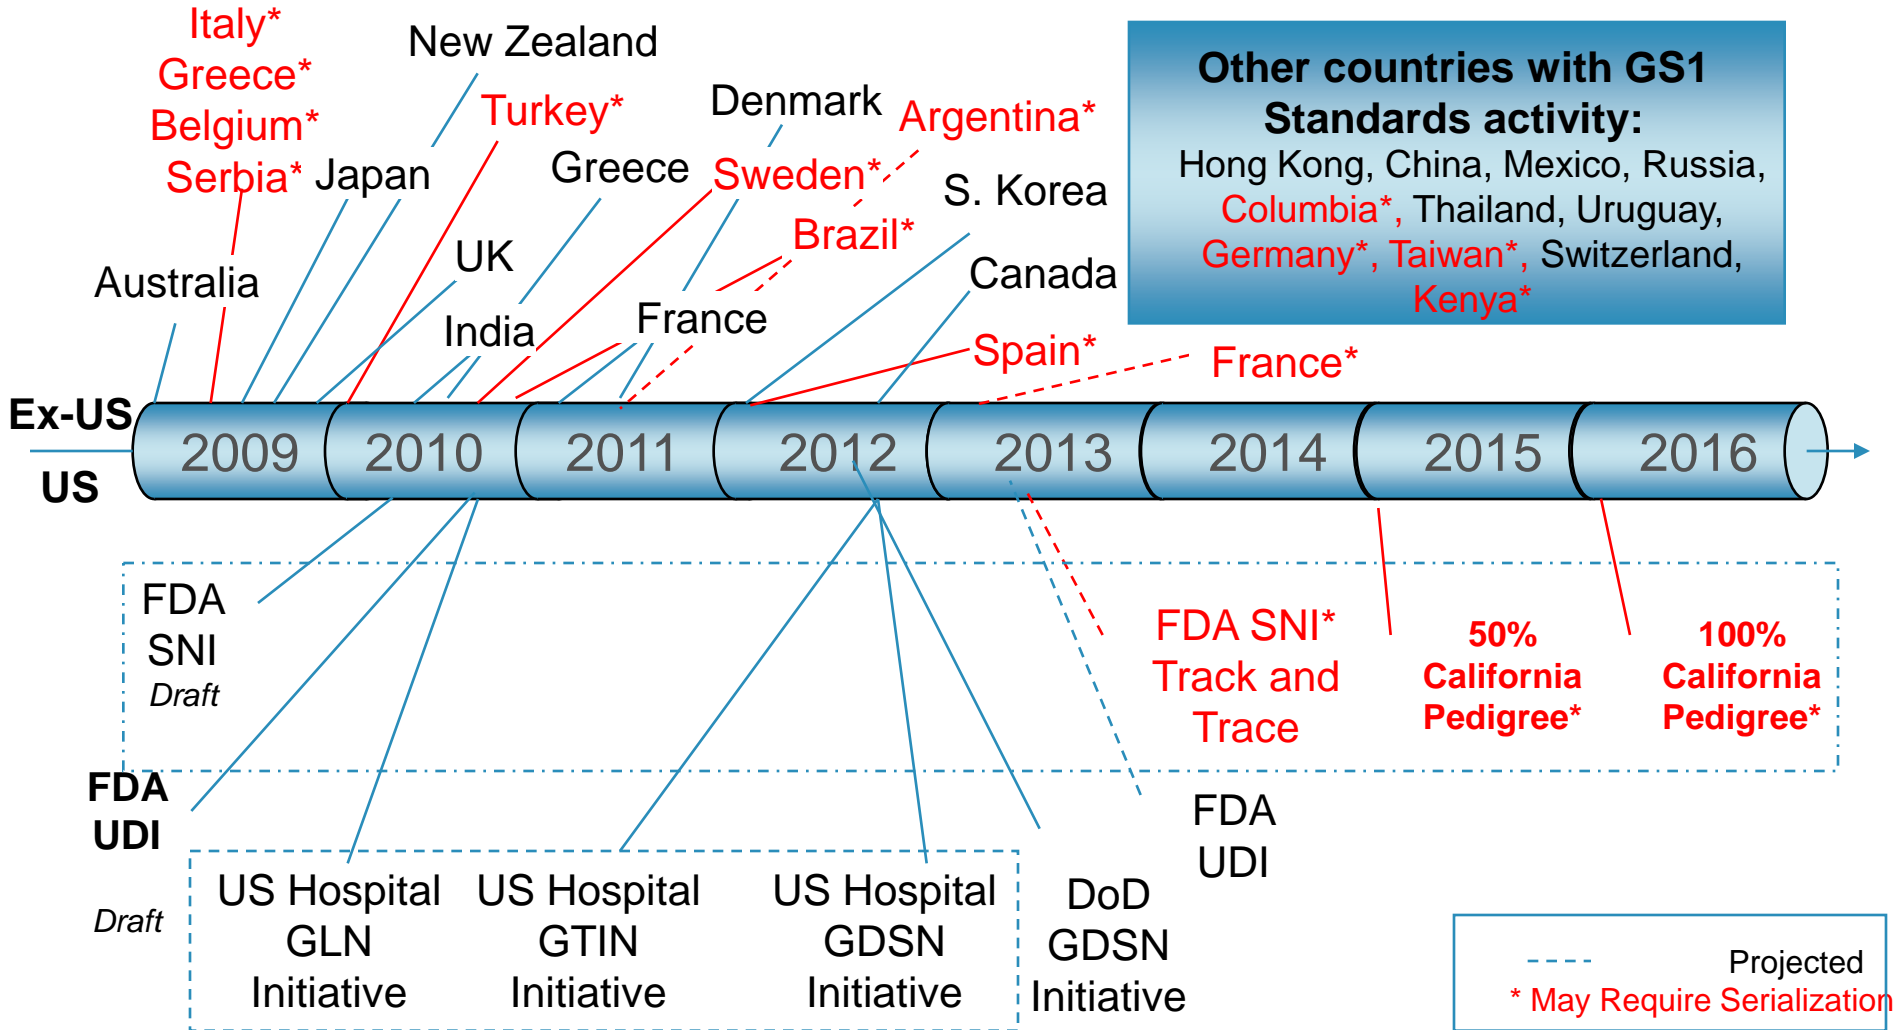 Italy*
Greece*
Belgium*
Serbia*
New Zealand
Turkey*
Japan
Denmark
Greece
Argentina*
Sweden*
S. Korea
Brazil*
UK
Australia
Canada
India
France
Spain*
France*
Other countries with GS1
Standards activity:
Hong Kong, China, Mexico, Russia,
Columbia*, Thailand, Uruguay,
Germany*, Taiwan*, Switzerland,
Kenya*
Ex-US
US
2009
2010
2011
2012
2013
2014
2015
2016
FDA
SNI
Draft
FDA SNI*
Track and
Trace
50%
California
Pedigree*
100%
California
Pedigree*
FDA
UDI
Draft
US Hospital
GLN
Initiative
US Hospital
GTIN
Initiative
US Hospital
GDSN
Initiative
DoD
GDSN
Initiative
FDA
UDI
Projected
* May Require Serialization